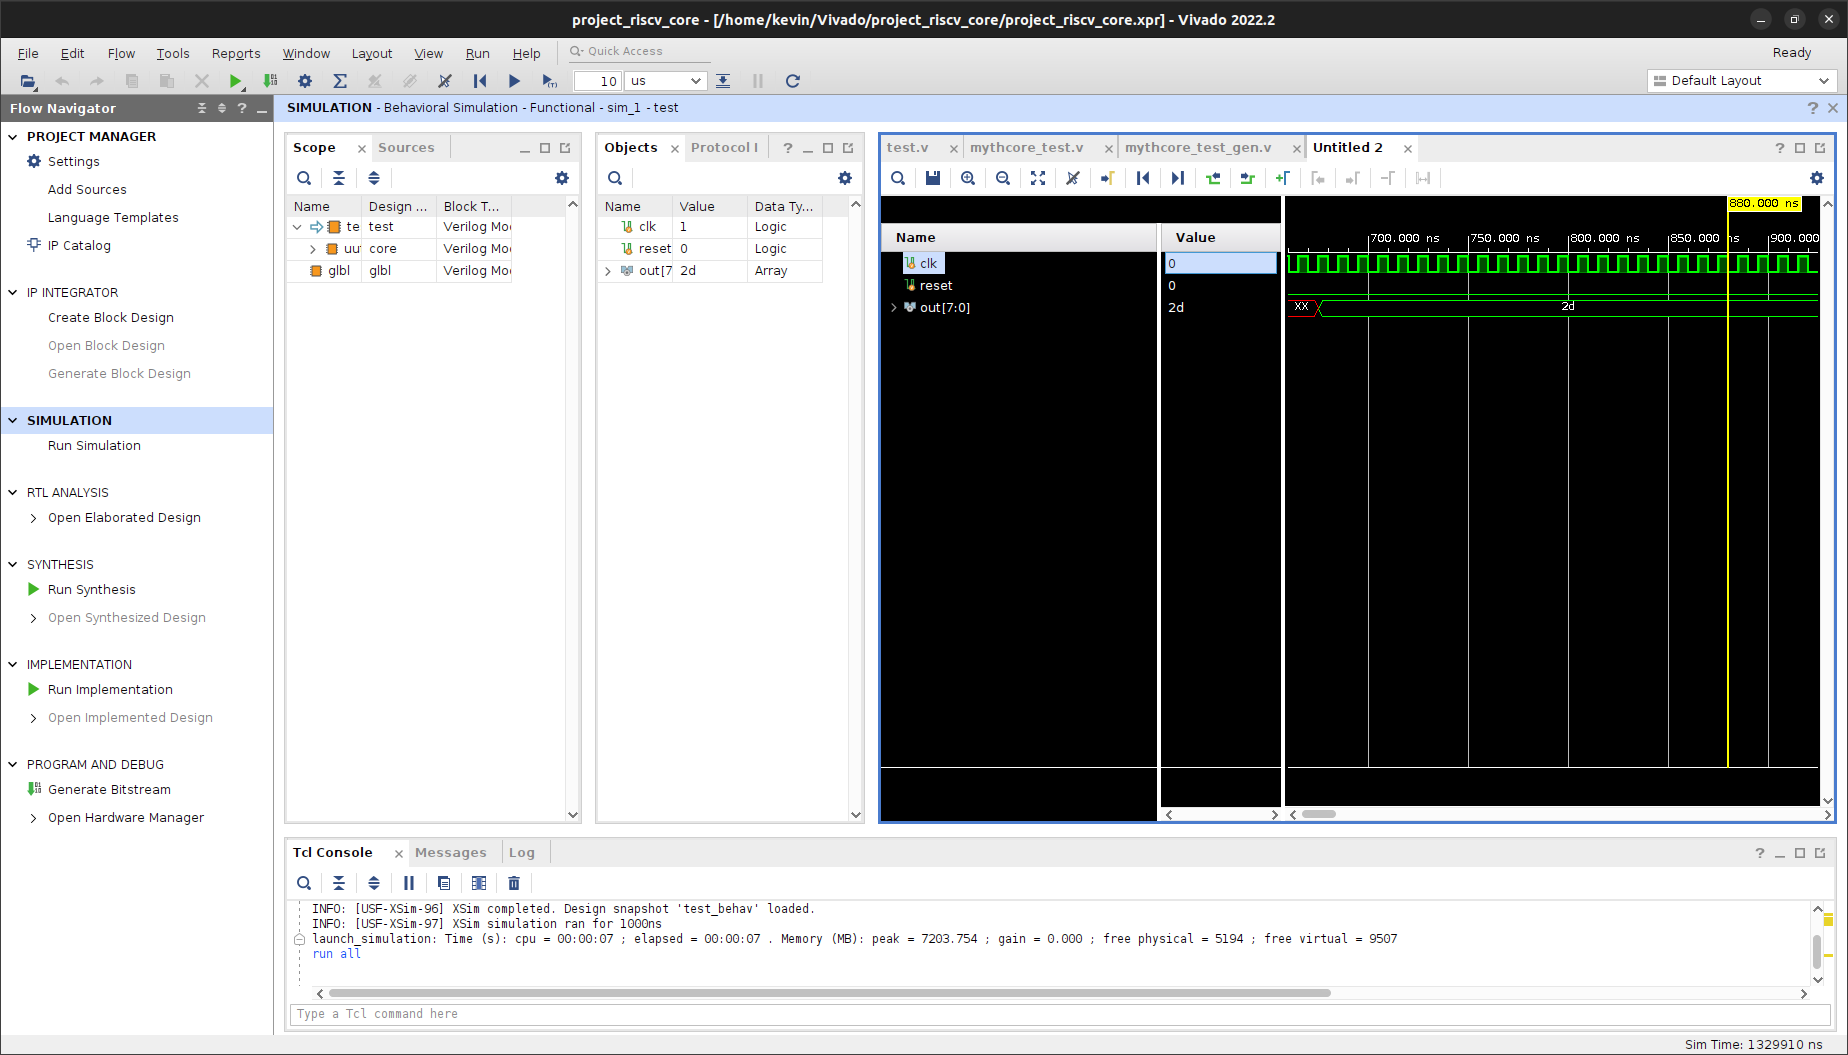 project_riscv_core - [/home/kevin/Vivado/project_riscv_core/project_riscv_core.xpr] - Vivado 2022.2
File Edit Flow Tools Reports Window Layout View Run Help Quick Access Ready
10 us Default Layout
Flow Navigator
SIMULATION - Behavioral Simulation - Functional - sim_1 - test
PROJECT MANAGER
Settings
Add Sources
Language Templates
IP Catalog
IP INTEGRATOR
Create Block Design
Open Block Design
Generate Block Design
SIMULATION
Run Simulation
RTL ANALYSIS
Open Elaborated Design
SYNTHESIS
Run Synthesis
Open Synthesized Design
IMPLEMENTATION
Run Implementation
Open Implemented Design
PROGRAM AND DEBUG
Generate Bitstream
Open Hardware Manager
Scope Sources
Name Design ... Block T...
te test Verilog Moc
uu core Verilog Moc
glbl glbl Verilog Moc
Objects Protocol I
Name Value Data Ty...
clk 1 Logic
reset 0 Logic
out[7 2d Array
test.v mythcore_test.v mythcore_test_gen.v Untitled 2
880.000 ns
Name Value
700.000 ns 750.000 ns 800.000 ns 850.000 ns 900.000
clk 0
reset 0
out[7:0] 2d XX 2d
Tcl Console Messages Log
INFO: [USF-XSim-96] XSim completed. Design snapshot 'test_behav' loaded.
INFO: [USF-XSim-97] XSim simulation ran for 1000ns
launch_simulation: Time (s): cpu = 00:00:07 ; elapsed = 00:00:07 . Memory (MB): peak = 7203.754 ; gain = 0.000 ; free physical = 5194 ; free virtual = 9507
run all
Type a Tcl command here
Sim Time: 1329910 ns